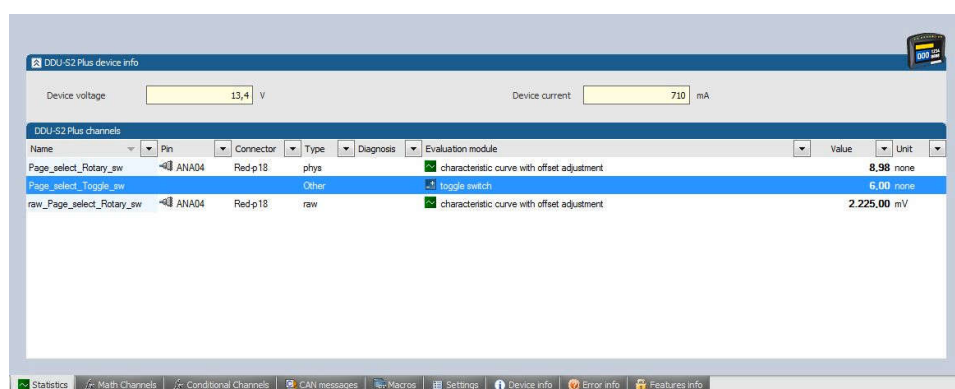 DDU-S2 Plus device info
Device voltage 13,4 V Device current 710 mA
DDU-S2 Plus channels
Name Pin Connector Type Diagnosis Evaluation module Value Unit
Page_select_Rotary_sw ANA04 Red-p18 phys characteristic curve with offset adjustment 8,98 none
Page_select_Toggle_sw Other toggle switch 6,00 none
raw_Page_select_Rotary_sw ANA04 Red-p18 raw characteristic curve with offset adjustment 2.225,00 mV
Statistics Math Channels Conditional Channels CAN messages Macros Settings Device info Error info Features info